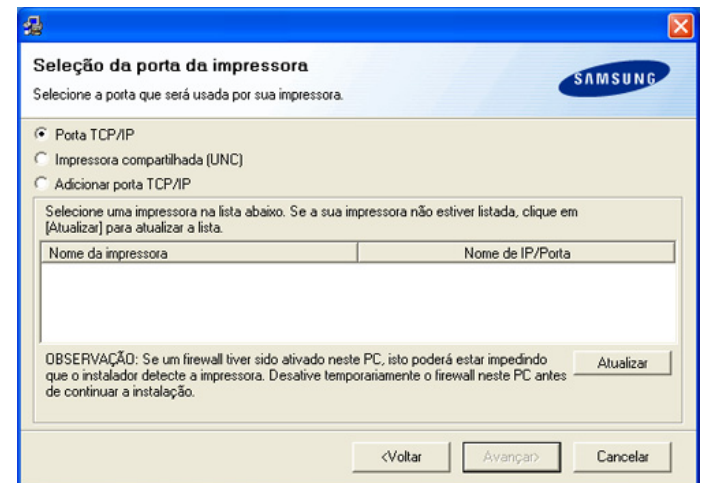 Seleção da porta da impressora
Selecione a porta que será usada por sua impressora.
SAMSUNG
Porta TCP/IP
Impressora compartilhada (UNC)
Adicionar porta TCP/IP
Selecione uma impressora na lista abaixo. Se a sua impressora não estiver listada, clique em
[Atualizar] para atualizar a lista.
Nome da impressora
Nome de IP/Porta
OBSERVAÇÃO: Se um firewall tiver sido ativado neste PC, isto poderá estar impedindo
que o instalador detecte a impressora. Desative temporariamente o firewall neste PC antes
de continuar a instalação.
Atualizar
<Voltar
Avançar>
Cancelar